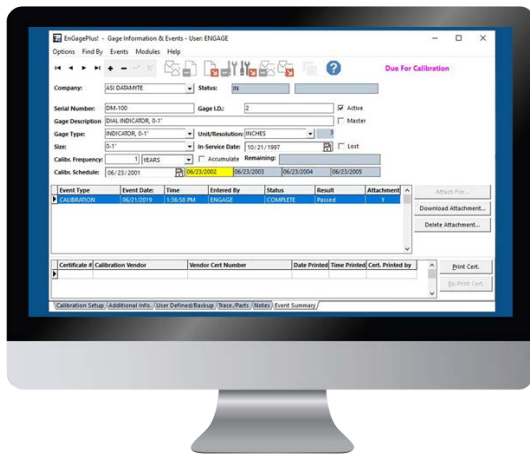 EnGagePlus! - Gage Information & Events - User: ENGAGE
Options Find By Events Modules Help
Due For Calibration
Company: ASI DATAMYTE Status: IN
Serial Number: DM-100 Gage I.D.: 2 Active
Gage Description: DIAL INDICATOR, 0-1" Master
Gage Type: INDICATOR, 0-1" Unit/Resolution: INCHES 3
Size: 0-1" In-Service Date: 10/21/1997 Lost
Calibr. Frequency: 1 YEARS Accumulate Remaining:
Calibr. Schedule: 06/23/2001 06/23/2002 06/23/2003 06/23/2004 06/23/2005
Event Type Event Date: Time Entered By Status Result Attachment
CALIBRATION 06/21/2019 1:36:58 PM ENGAGE COMPLETE Passed Y
Attach File...
Download Attachment...
Delete Attachment...
Certificate # Calibration Vendor Vendor Cert Number Date Printed Time Printed Cert. Printed by
Print Cert.
Re-Print Cert.
Calibration Setup Additional Info. User Defined/Backup Trace./Parts Notes Event Summary